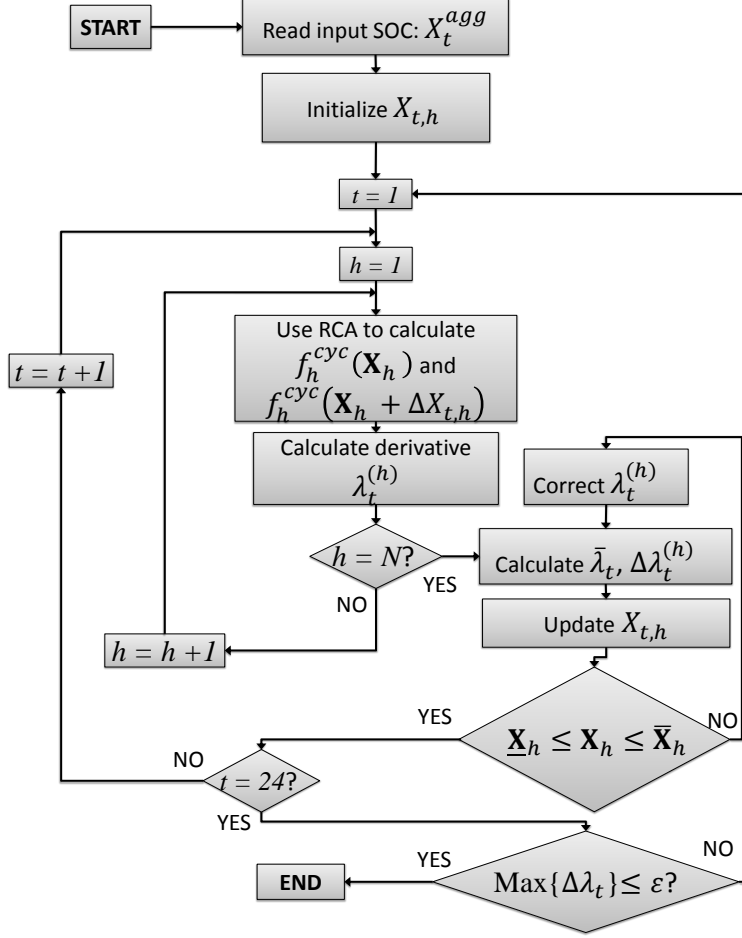 START
Read input SOC: $X_t^{agg}$
Initialize $X_{t,h}$
$t = 1$
$h = 1$
Use RCA to calculate
$f_h^{cyc}(\mathbf{X}_h)$ and
$f_h^{cyc}(\mathbf{X}_h + \Delta X_{t,h})$
$t = t+1$
Calculate derivative
$\lambda_t^{(h)}$
Correct $\lambda_t^{(h)}$
$h = N$?
YES
NO
Calculate $\bar{\lambda}_t$, $\Delta\lambda_t^{(h)}$
Update $X_{t,h}$
$h = h+1$
YES
$\underline{\mathbf{X}}_h \leq \mathbf{X}_h \leq \overline{\mathbf{X}}_h$
NO
NO
$t = 24$?
YES
YES
NO
END
Max{$\Delta\lambda_t$} ≤ $\varepsilon$?